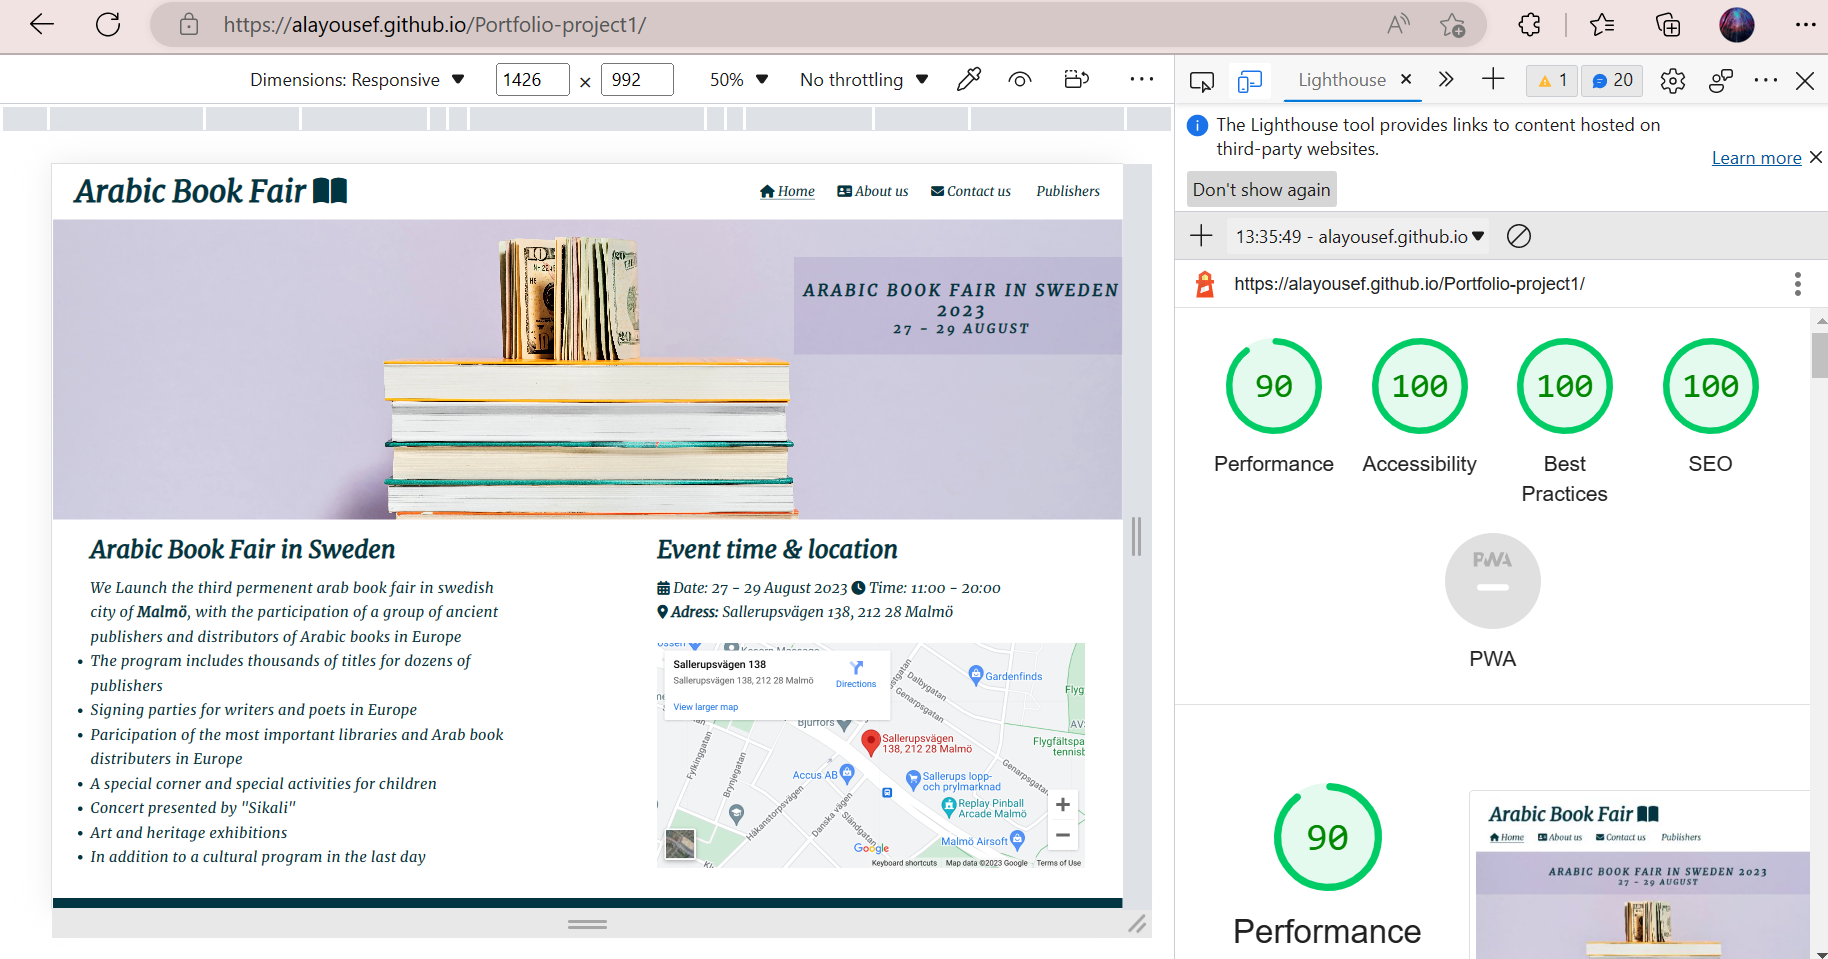 https://alayousef.github.io/Portfolio-project1/
Dimensions: Responsive 1426 × 992 50% No throttling
Lighthouse 1 20
The Lighthouse tool provides links to content hosted on
third-party websites.
Learn more
Don't show again
13:35:49 - alayousef.github.io
https://alayousef.github.io/Portfolio-project1/
90 100 100 100
Performance Accessibility Best
Practices SEO
PWA
PWA
90
Performance
Arabic Book Fair
Home About us Contact us Publishers
ARABIC BOOK FAIR IN SWEDEN 2023
27 - 29 AUGUST
Arabic Book Fair
Home About us Contact us Publishers
ARABIC BOOK FAIR IN SWEDEN
2023
27 - 29 AUGUST
Arabic Book Fair in Sweden
We Launch the third permenent arab book fair in swedish
city of Malmö, with the participation of a group of ancient
publishers and distributors of Arabic books in Europe
• The program includes thousands of titles for dozens of
publishers
• Signing parties for writers and poets in Europe
• Paricipation of the most important libraries and Arab book
distributers in Europe
• A special corner and special activities for children
• Concert presented by "Sikali"
• Art and heritage exhibitions
• In addition to a cultural program in the last day
Event time & location
Date: 27 - 29 August 2023 Time: 11:00 - 20:00
Adress: Sallerupsvägen 138, 212 28 Malmö
Sallerupsvägen 138
Sallerupsvägen 138, 212 28 Malmö
Directions
View larger map
Gardenfinds
Dalbygatan
Genarpsgatan
Bjurfors
Sallerupsvägen
138, 212 28 Malmö
Fylkinggatan
Brynjegatan
Accus AB
Genarpsgatan
Håkanstorpsvägen
Danska vägen
Sländgatan
Sallerups lopp-
och prylmarknad
Replay Pinball
Arcade Malmö
Malmö Airsoft
Google
Keyboard shortcuts Map data ©2023 Google Terms of Use